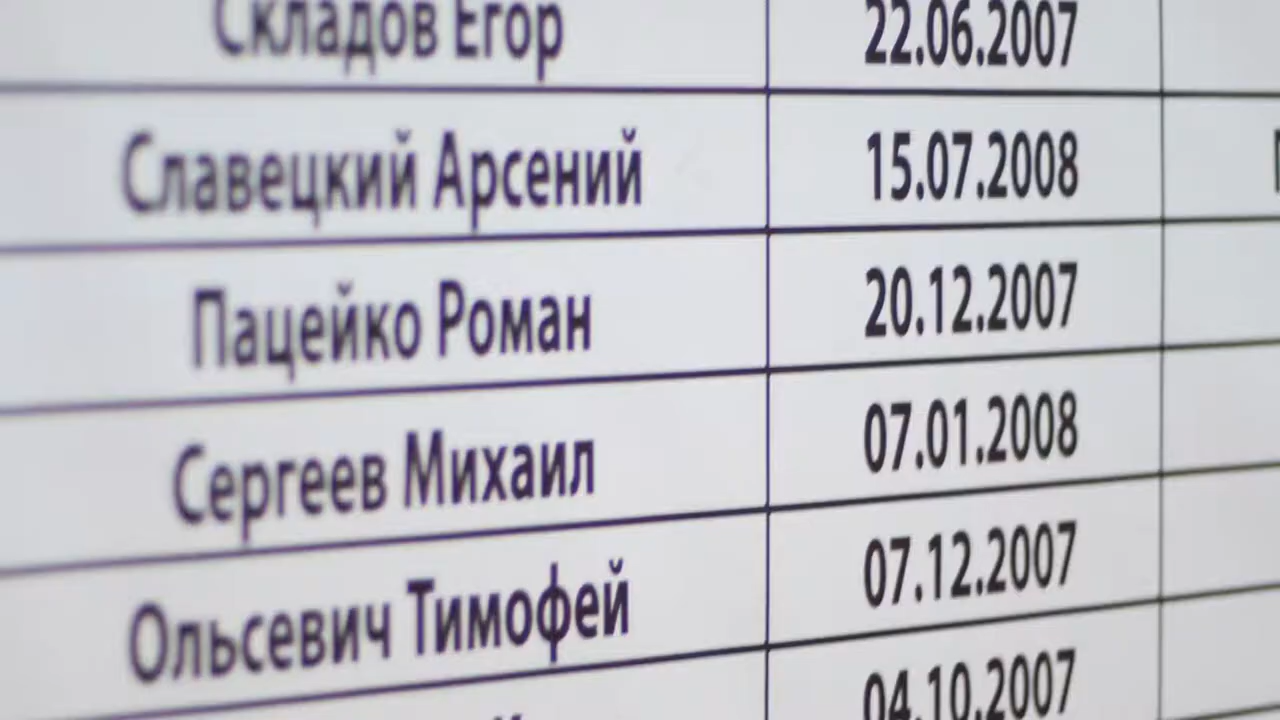 Складов Егор 22.06.2007
Славецкий Арсений 15.07.2008
Пацейко Роман 20.12.2007
Сергеев Михаил 07.01.2008
Ольсевич Тимофей 07.12.2007
04.10.2007